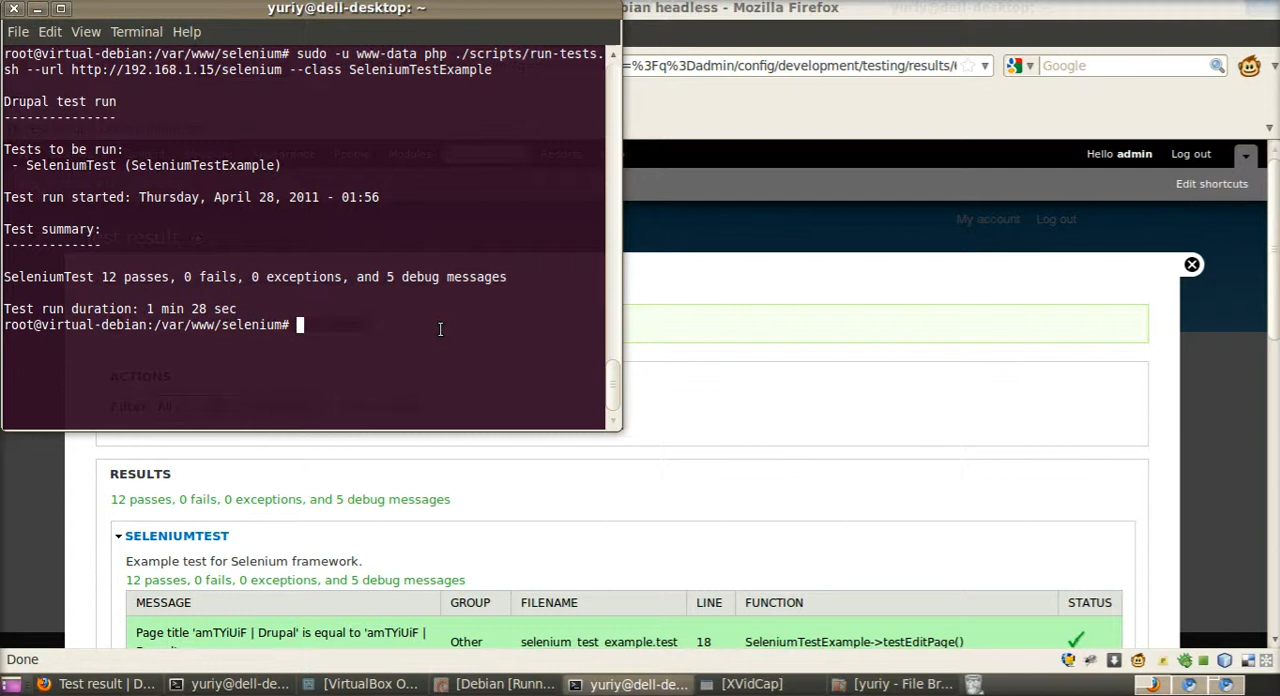 yuriy@dell-desktop: ~
bian headless - Mozilla Firefox
File Edit View Terminal Help
root@virtual-debian:/var/www/selenium# sudo -u www-data php ./scripts/run-tests.
sh --url http://192.168.1.15/selenium --class SeleniumTestExample
=%3Fq%3Dadmin/config/development/testing/results/
Google
Drupal test run
---------------
Tests to be run:
- SeleniumTest (SeleniumTestExample)
Hello admin Log out
Edit shortcuts
Test run started: Thursday, April 28, 2011 - 01:56
My account Log out
Test summary:
-------------
SeleniumTest 12 passes, 0 fails, 0 exceptions, and 5 debug messages
Test run duration: 1 min 28 sec
root@virtual-debian:/var/www/selenium#
ACTIONS
RESULTS
12 passes, 0 fails, 0 exceptions, and 5 debug messages
SELENIUMTEST
Example test for Selenium framework.
12 passes, 0 fails, 0 exceptions, and 5 debug messages
MESSAGE GROUP FILENAME LINE FUNCTION STATUS
Page title 'amTYiUiF | Drupal' is equal to 'amTYiUiF |
Other selenium_test_example.test 18 SeleniumTestExample->testEditPage()
Done
Test result | D... yuriy@dell-de... [VirtualBox O... [Debian [Runn... yuriy@dell-de... [XVidCap] [yuriy - File Br...